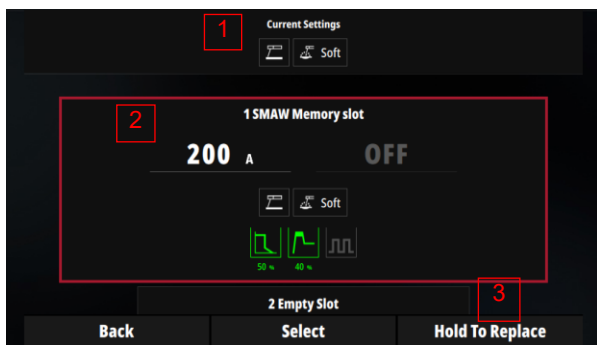 1
Current Settings
Soft
2
1 SMAW Memory slot
200 A
OFF
Soft
50 %
40 %
3
2 Empty Slot
Back
Select
Hold To Replace